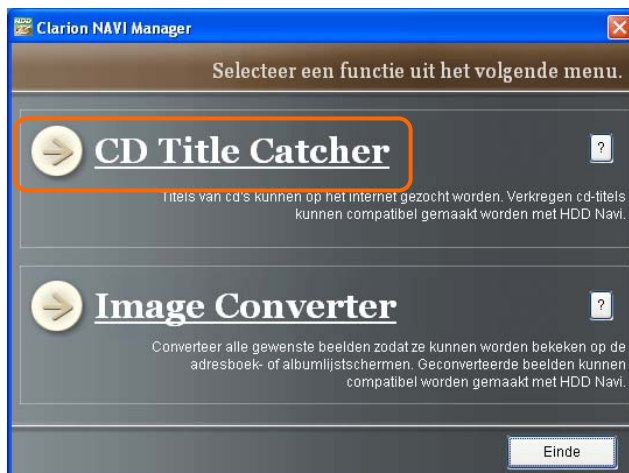 Clarion NAVI Manager
Selecteer een functie uit het volgende menu.
CD Title Catcher
?
Titels van cd's kunnen op het internet gezocht worden. Verkregen cd-titels
kunnen compatibel gemaakt worden met HDD Navi.
Image Converter
?
Converteer alle gewenste beelden zodat ze kunnen worden bekeken op de
adresboek- of albumlijstschermen. Geconverteerde beelden kunnen
compatibel worden gemaakt met HDD Navi.
Einde